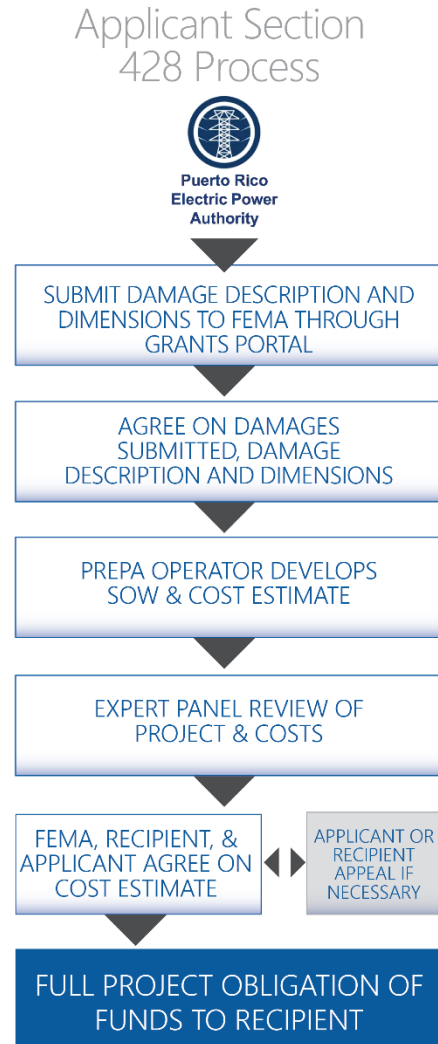 Applicant Section
428 Process
Puerto Rico
Electric Power
Authority
SUBMIT DAMAGE DESCRIPTION AND
DIMENSIONS TO FEMA THROUGH
GRANTS PORTAL
AGREE ON DAMAGES
SUBMITTED, DAMAGE
DESCRIPTION AND DIMENSIONS
PREPA OPERATOR DEVELOPS
SOW & COST ESTIMATE
EXPERT PANEL REVIEW OF
PROJECT & COSTS
FEMA, RECIPIENT, &
APPLICANT AGREE ON
COST ESTIMATE
APPLICANT OR
RECIPIENT
APPEAL IF
NECESSARY
FULL PROJECT OBLIGATION OF
FUNDS TO RECIPIENT